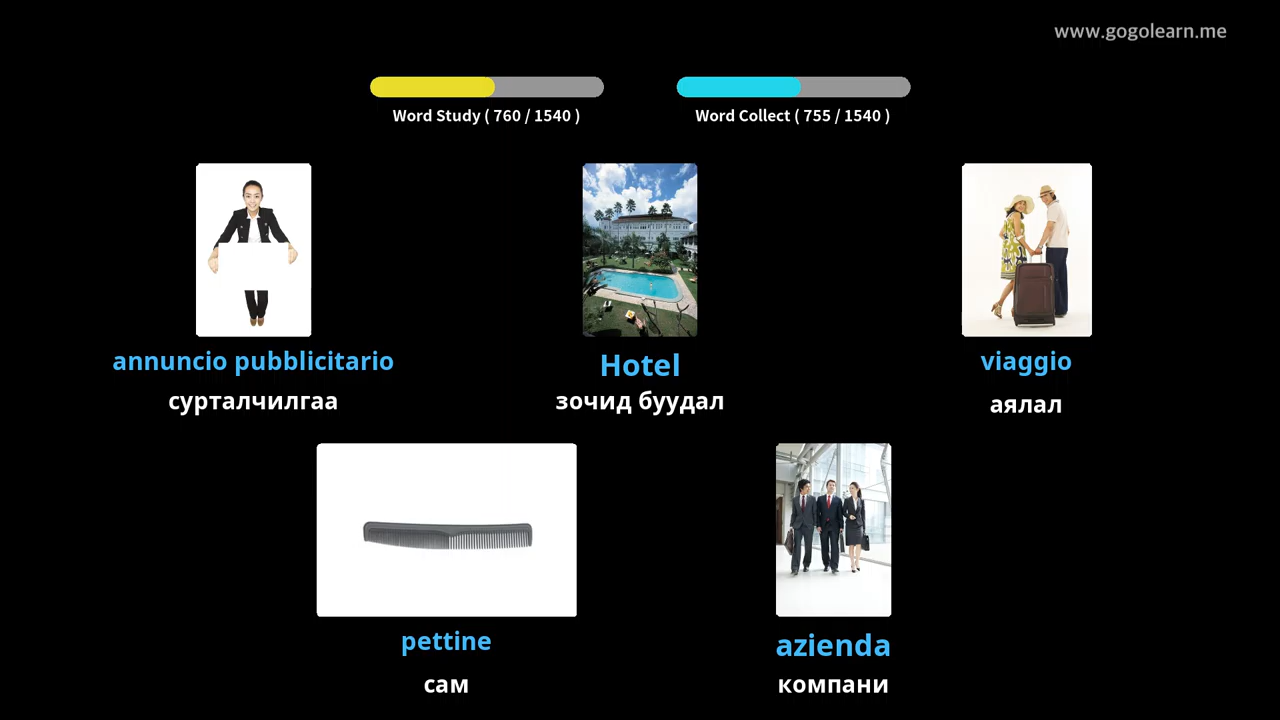 www.gogolearn.me
Word Study ( 760 / 1540 )
Word Collect ( 755 / 1540 )
annuncio pubblicitario
сурталчилгаа
Hotel
зочид буудал
viaggio
аялал
pettine
сам
azienda
компани